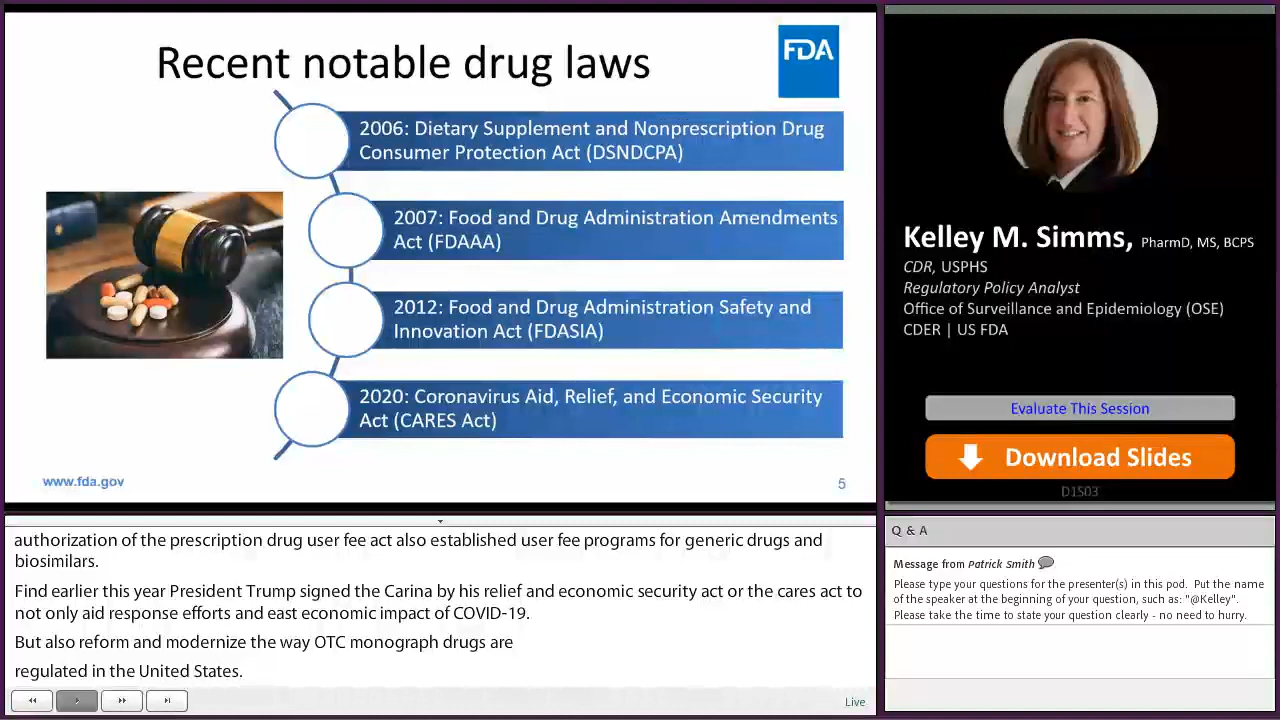 Recent notable drug laws
FDA
2006: Dietary Supplement and Nonprescription Drug
Consumer Protection Act (DSNDCPA)
2007: Food and Drug Administration Amendments
Act (FDAAA)
2012: Food and Drug Administration Safety and
Innovation Act (FDASIA)
2020: Coronavirus Aid, Relief, and Economic Security
Act (CARES Act)
www.fda.gov
5
Kelley M. Simms, PharmD, MS, BCPS
CDR, USPHS
Regulatory Policy Analyst
Office of Surveillance and Epidemiology (OSE)
CDER | US FDA
Evaluate This Session
Download Slides
D1S03
authorization of the prescription drug user fee act also established user fee programs for generic drugs and
biosimilars.
Find earlier this year President Trump signed the Carina by his relief and economic security act or the cares act to
not only aid response efforts and east economic impact of COVID-19.
But also reform and modernize the way OTC monograph drugs are
regulated in the United States.
Live
Q & A
Message from Patrick Smith
Please type your questions for the presenter(s) in this pod. Put the name
of the speaker at the beginning of your question, such as: "@Kelley".
Please take the time to state your question clearly - no need to hurry.